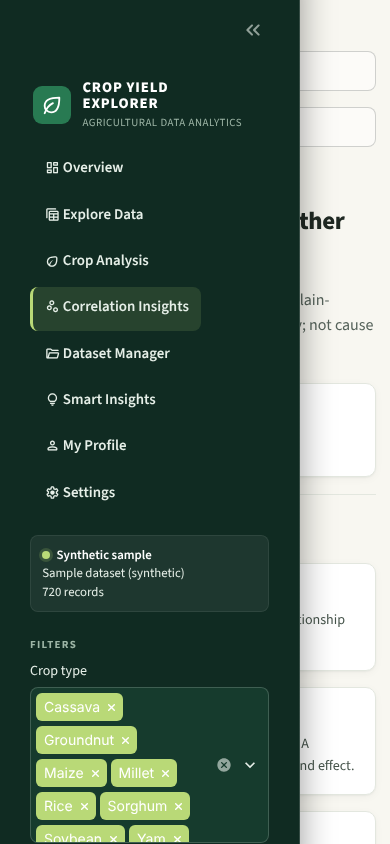 CROP YIELD
EXPLORER
AGRICULTURAL DATA ANALYTICS
Overview
Explore Data
Crop Analysis
Correlation Insights
Dataset Manager
Smart Insights
My Profile
Settings
Synthetic sample
Sample dataset (synthetic)
720 records
FILTERS
Crop type
Cassava ×
Groundnut ×
Maize × Millet ×
Rice × Sorghum ×
Soybean × Yam ×
ther
lain-
; not cause
tionship
A
nd effect.